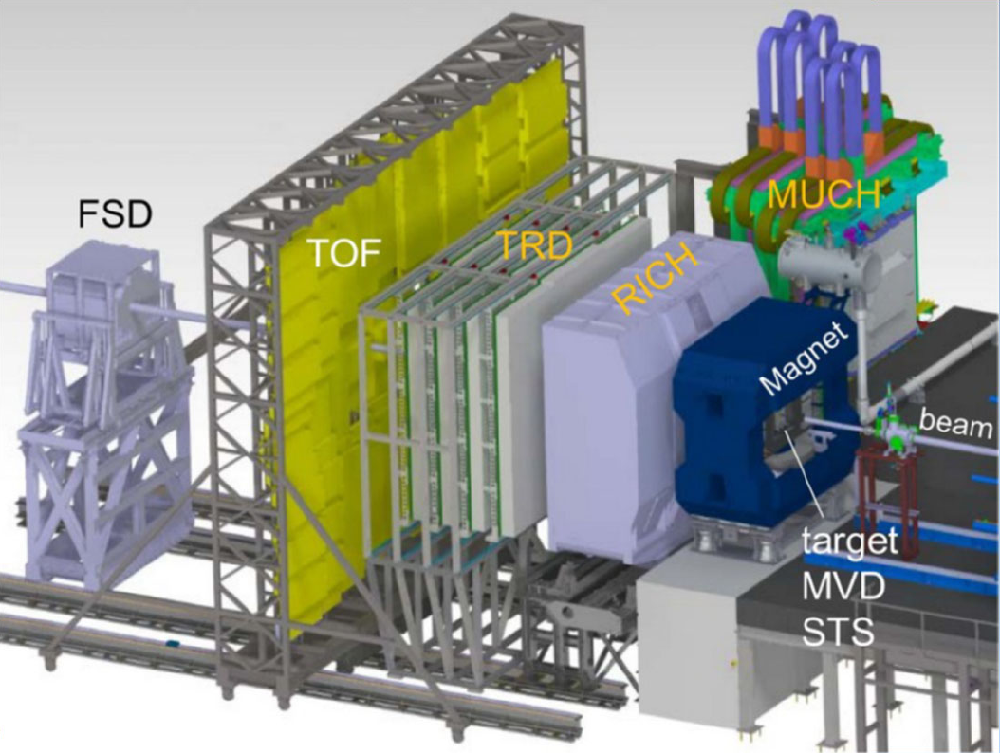 FSD
TOF
TRD
RICH
MUCH
Magnet
beam
target
MVD
STS